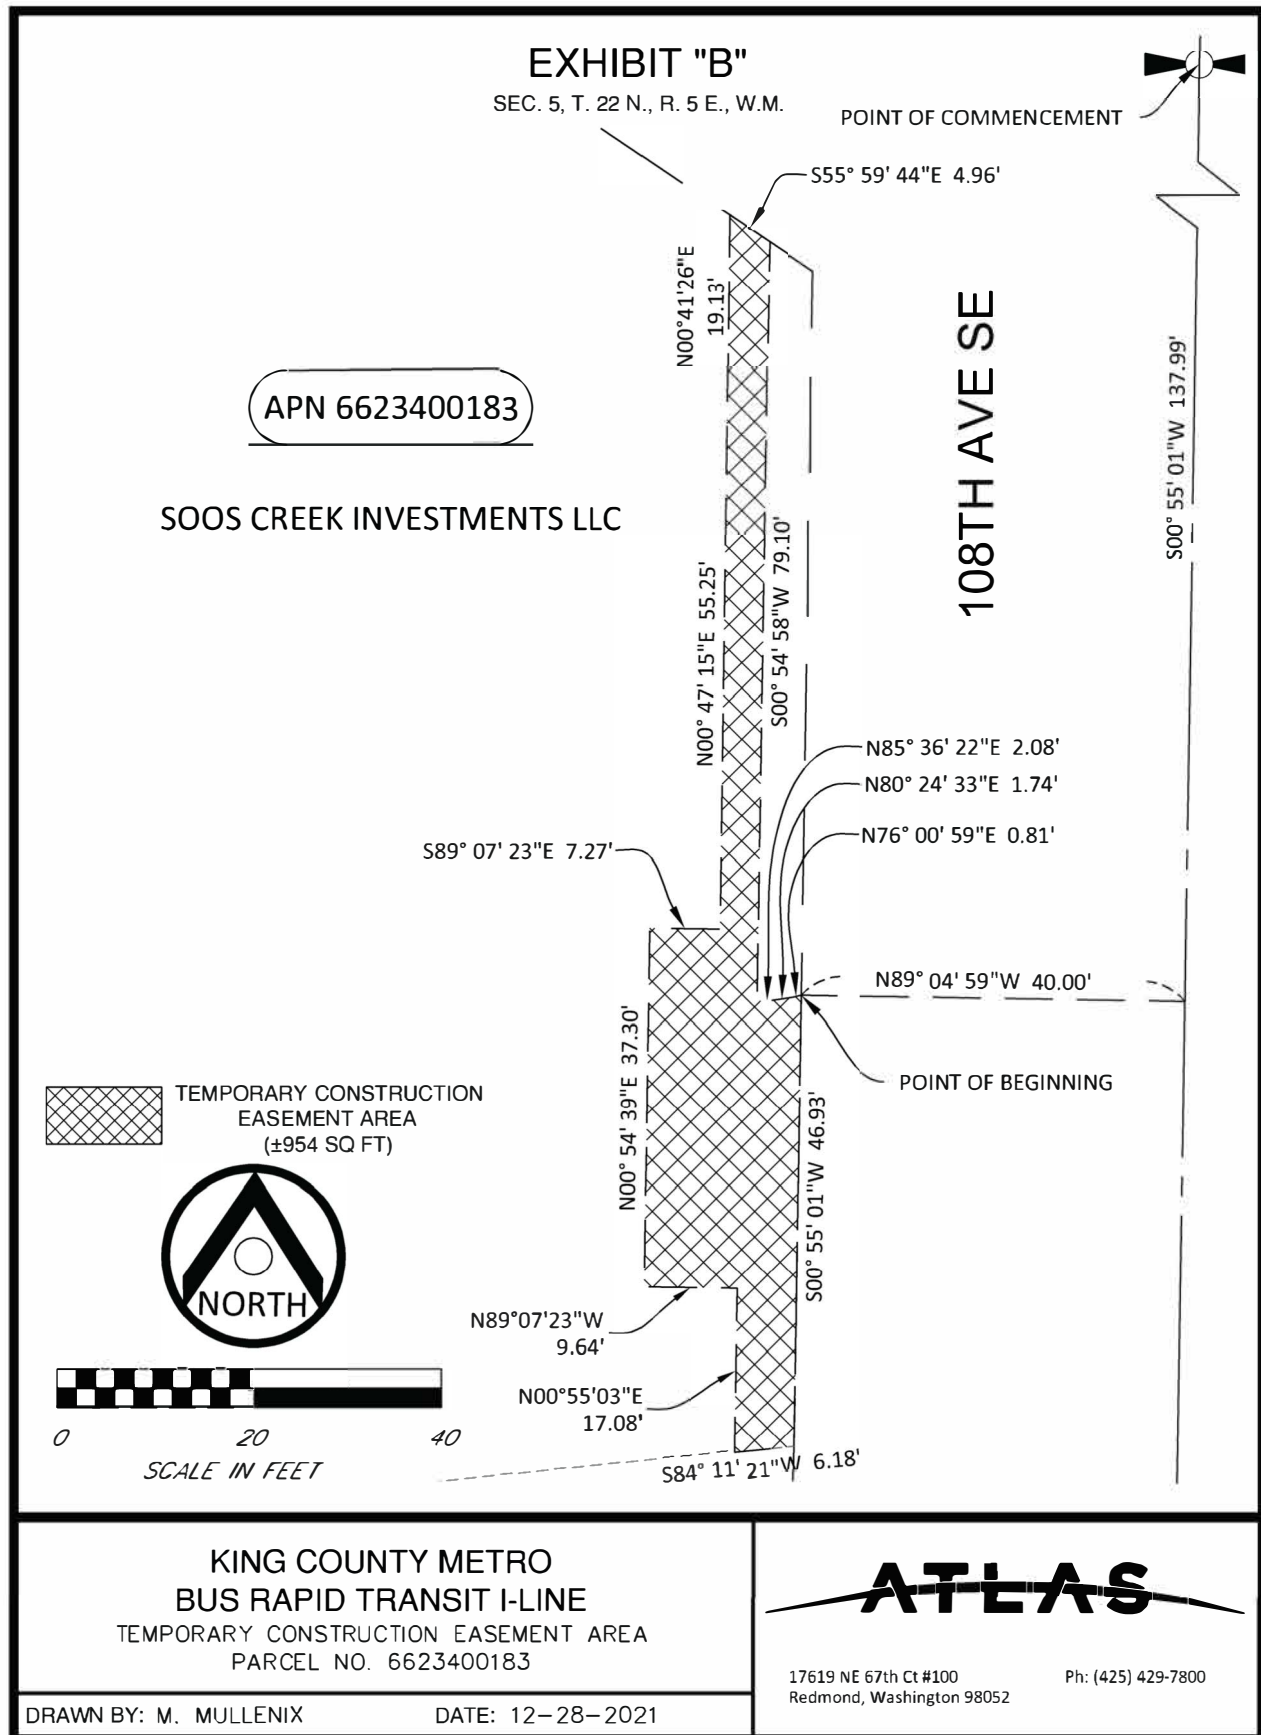 EXHIBIT "B"
SEC. 5, T. 22 N., R. 5 E., W.M.
POINT OF COMMENCEMENT
S55° 59' 44"E 4.96'
N00°41'26"E
19.13'
APN 6623400183
108TH AVE SE
S00° 55' 01"W 137.99'
SOOS CREEK INVESTMENTS LLC
N00° 47' 15"E 55.25'
S00° 54' 58"W 79.10'
N85° 36' 22"E 2.08'
N80° 24' 33"E 1.74'
N76° 00' 59"E 0.81'
S89° 07' 23"E 7.27'
N89° 04' 59"W 40.00'
N00° 54' 39"E 37.30'
POINT OF BEGINNING
S00° 55' 01"W 46.93'
TEMPORARY CONSTRUCTION
EASEMENT AREA
(±954 SQ FT)
NORTH
N89°07'23"W
9.64'
N00°55'03"E
17.08'
0 20 40
SCALE IN FEET
S84° 11' 21"W 6.18'
KING COUNTY METRO
BUS RAPID TRANSIT I-LINE
TEMPORARY CONSTRUCTION EASEMENT AREA
PARCEL NO. 6623400183
DRAWN BY: M. MULLENIX DATE: 12-28-2021
ATLAS
17619 NE 67th Ct #100
Redmond, Washington 98052
Ph: (425) 429-7800